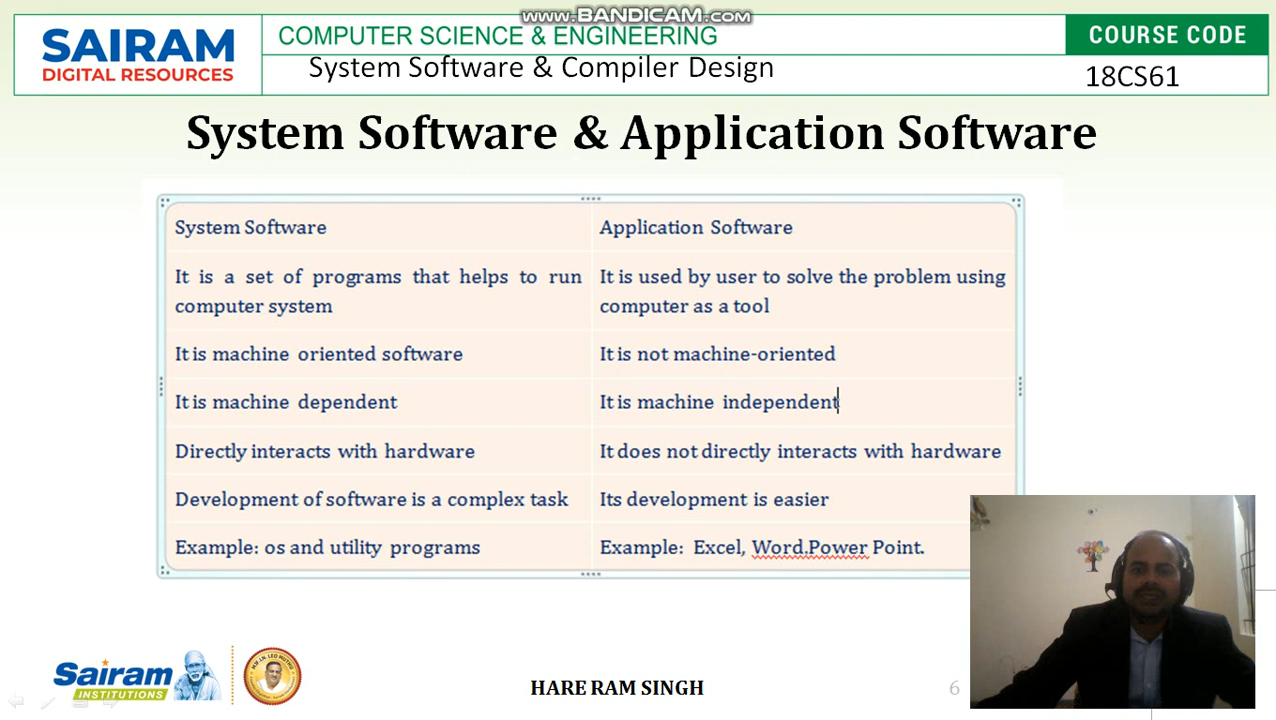 www.BANDICAM.com
SAIRAM
DIGITAL RESOURCES
COMPUTER SCIENCE & ENGINEERING
COURSE CODE
System Software & Compiler Design
18CS61
System Software & Application Software
System Software
Application Software
It is a set of programs that helps to run
computer system
It is used by user to solve the problem using
computer as a tool
It is machine oriented software
It is not machine-oriented
It is machine dependent
It is machine independent
Directly interacts with hardware
It does not directly interacts with hardware
Development of software is a complex task
Its development is easier
Example: os and utility programs
Example: Excel, Word.Power Point.
Sairam
INSTITUTIONS
HARE RAM SINGH
6